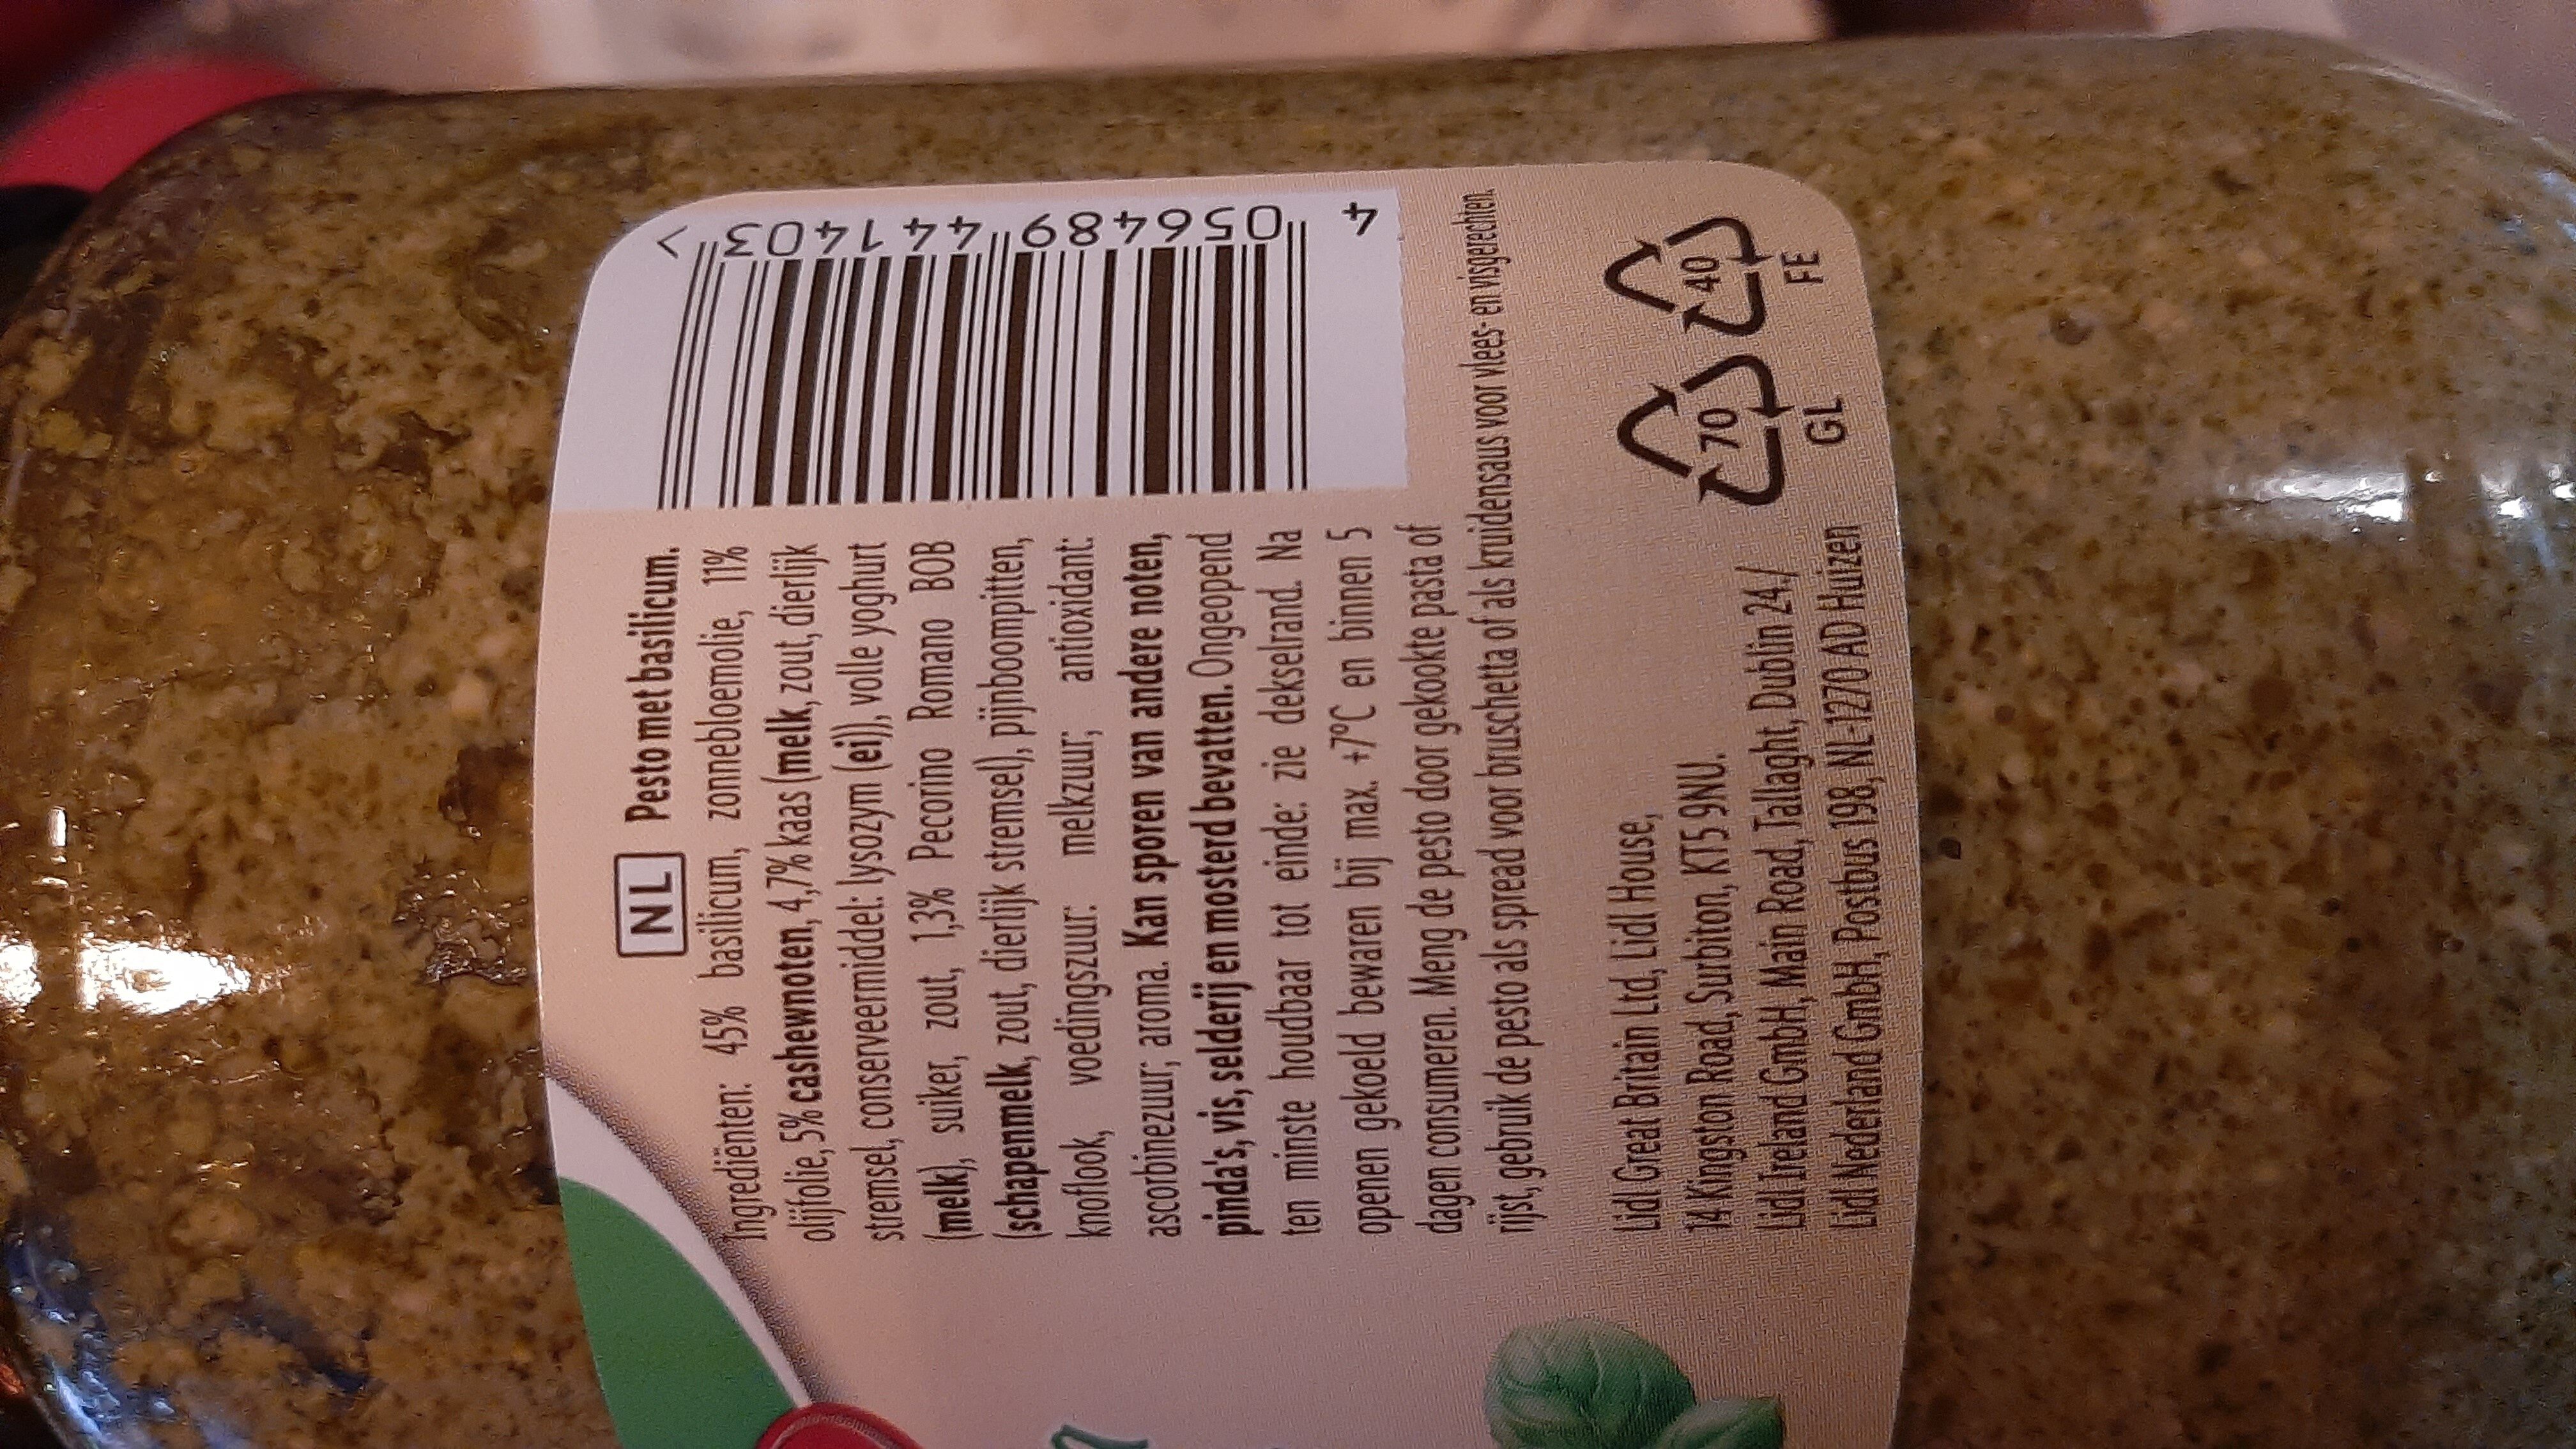 NL Pesto met basilicum.
Ingrediënten: 45% basilicum, zonnebloemolie, 11%
olijfolie, 5% cashewnoten, 4,7% kaas (melk, zout, dierlijk
stremsel, conserveermiddel: lysozym (ei)), volle yoghurt
(melk), suiker, zout, 1,3% Pecorino Romano BOB
(schapenmelk, zout, dierlijk stremsel), pijnboompitten,
knoflook, voedingszuur: melkzuur; antioxidant:
ascorbinezuur; aroma. Kan sporen van andere noten,
pinda's, vis, selderij en mosterd bevatten. Ongeopend
ten minste houdbaar tot einde: zie dekselrand. Na
openen gekoeld bewaren bij max. +7°C en binnen 5
dagen consumeren. Meng de pesto door gekookte pasta of
rijst, gebruik de pesto als spread voor bruschetta of als kruidensaus voor vlees- en visgerechten.
4 056489 441403 >
Lidl Great Britain Ltd, Lidl House,
14 Kingston Road, Surbiton, KT5 9NU.
Lidl Ireland GmbH, Main Road, Tallaght, Dublin 24./
Lidl Nederland GmbH, Postbus 198, NL-1270 AD Huizen
70
GL
40
FE